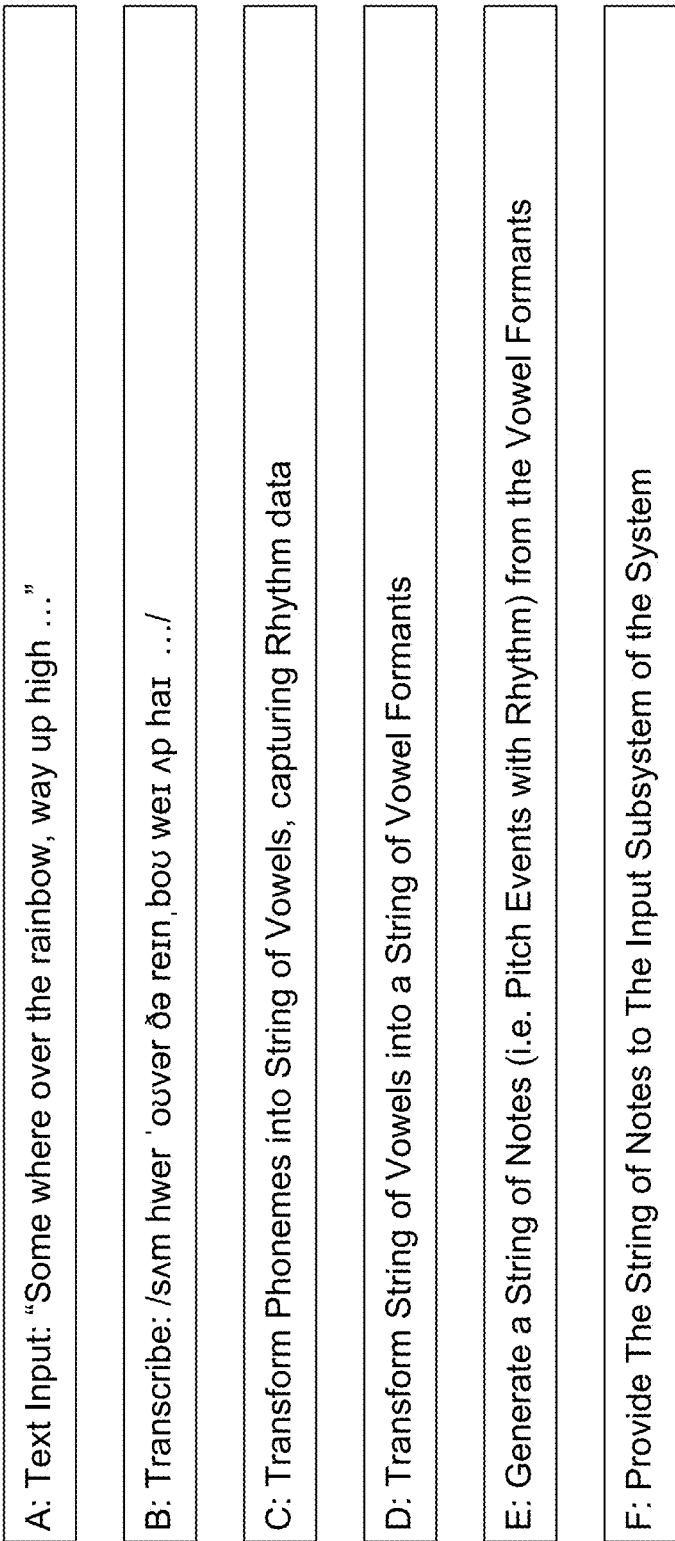 A: Text Input: “Some where over the rainbow, way up high …”
B: Transcribe: /sʌm hwer ˈoʊvər ðə reɪnˌboʊ weɪ ʌp haɪ …/
C: Transform Phonemes into String of Vowels, capturing Rhythm data
D: Transform String of Vowels into a String of Vowel Formants
E: Generate a String of Notes (i.e. Pitch Events with Rhythm) from the Vowel Formants
F: Provide The String of Notes to The Input Subsystem of the System